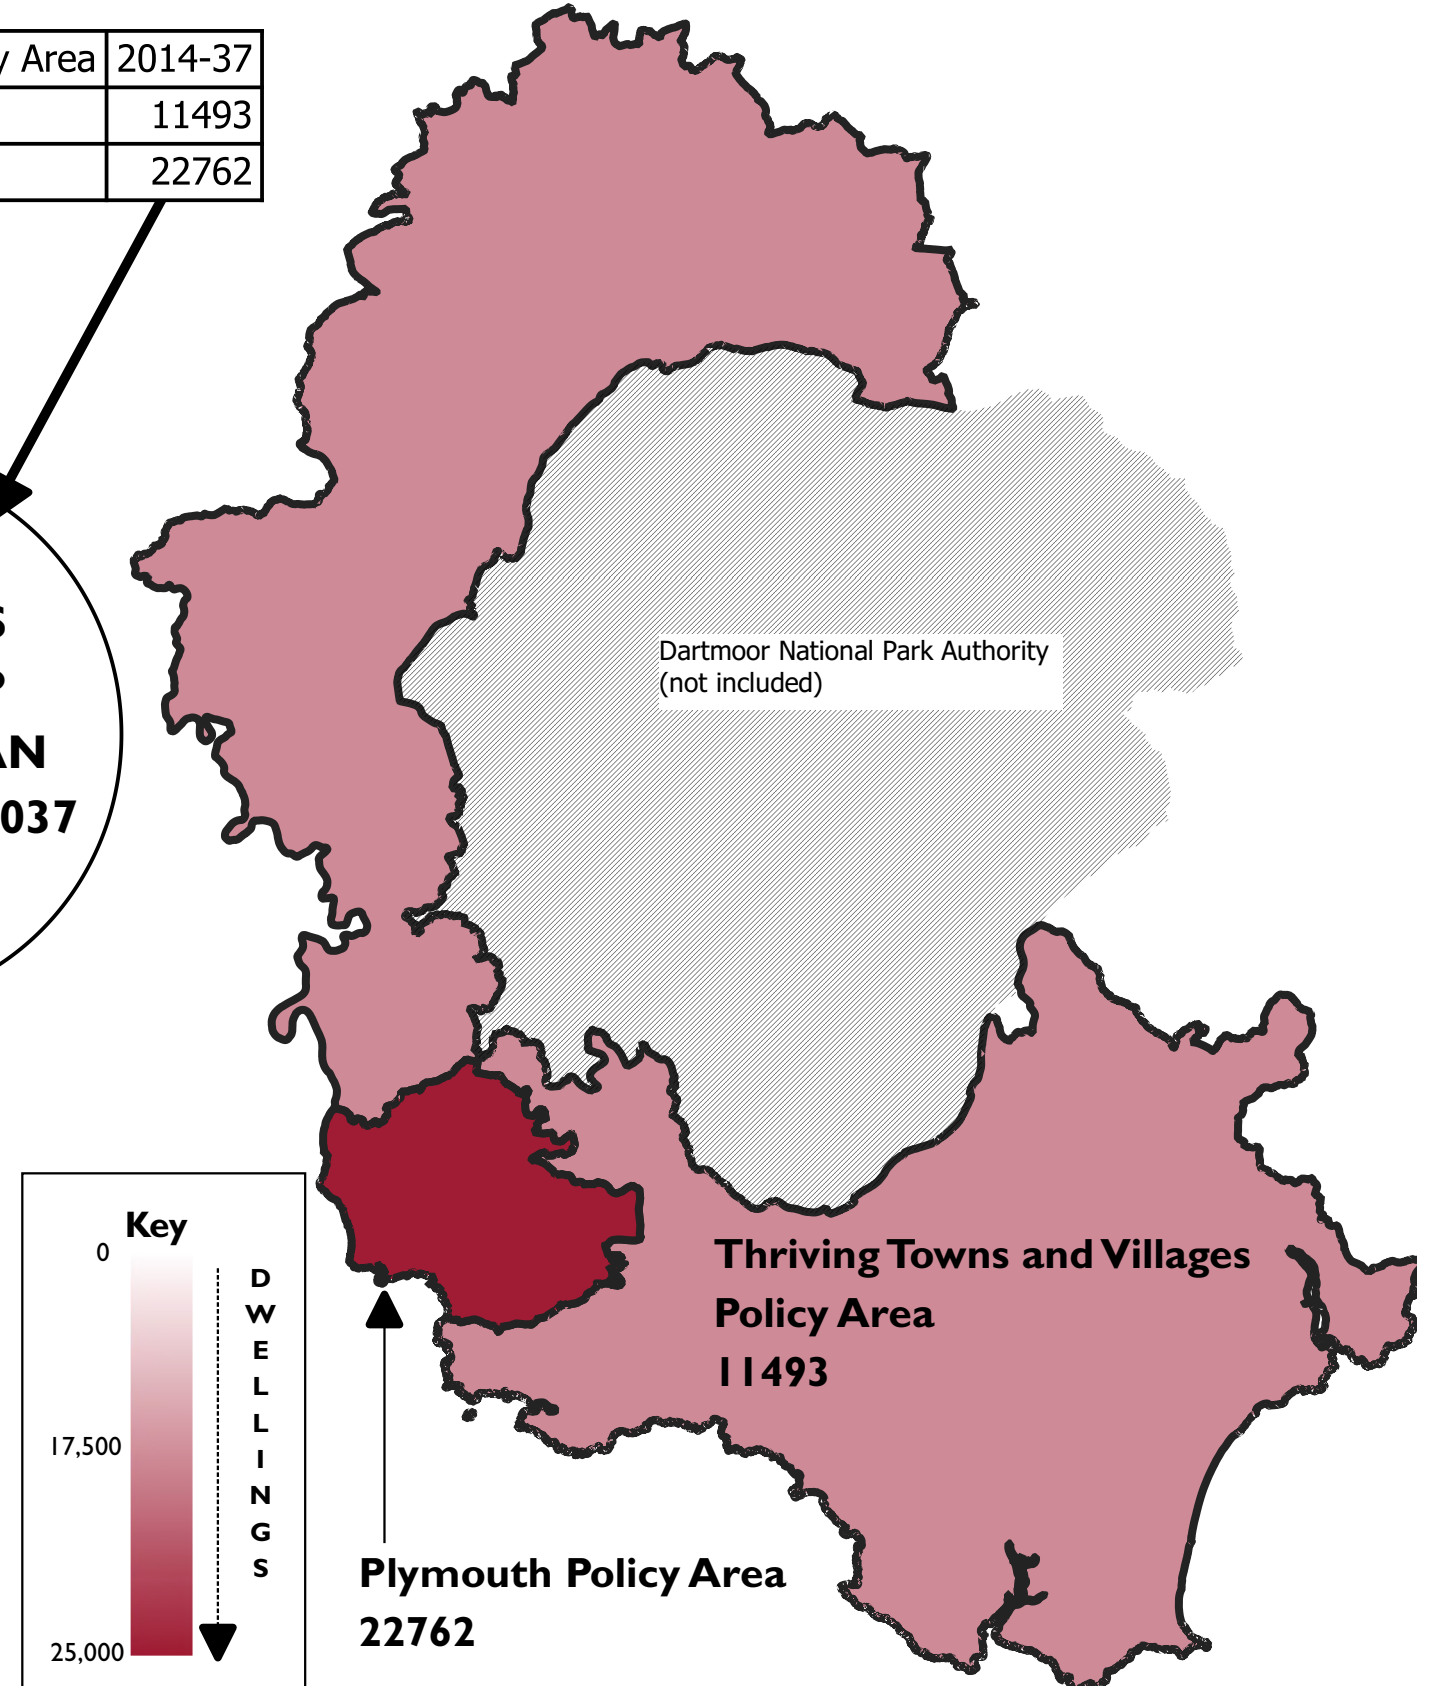 Area 2014-37
11493
22762
037
Dartmoor National Park Authority
(not included)
Thriving Towns and Villages
Policy Area
11493
Key
0
17,500
25,000
D
W
E
L
L
I
N
G
S
Plymouth Policy Area
22762